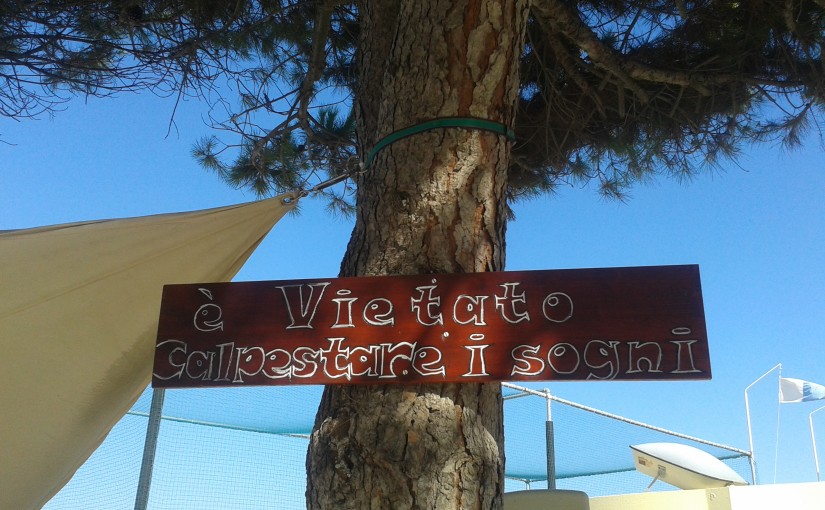 è Vietato
Calpestare i sogni